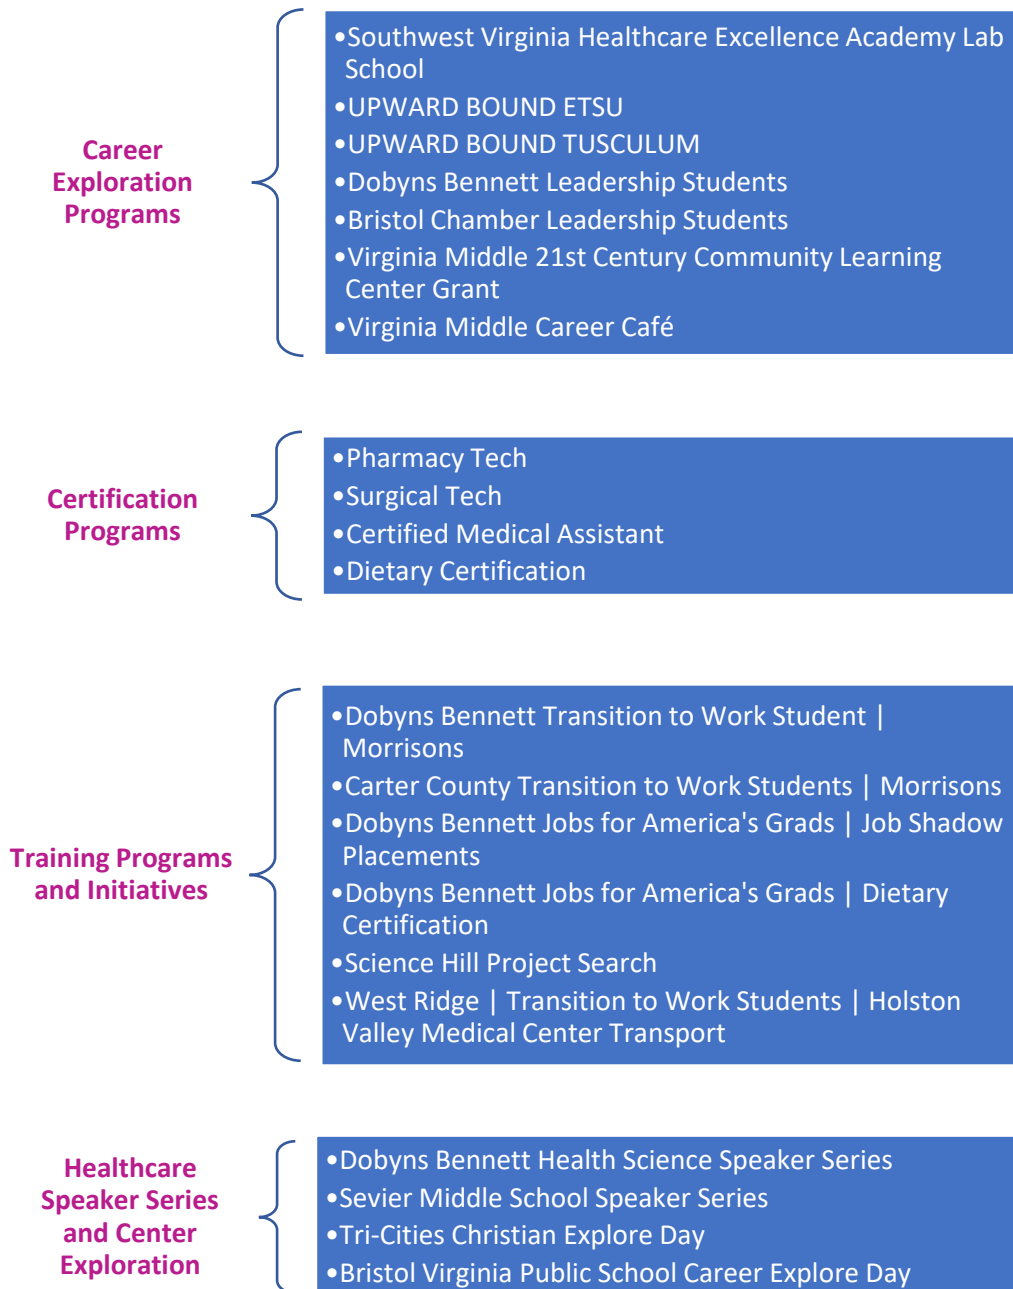 Career
Exploration
Programs
•Southwest Virginia Healthcare Excellence Academy Lab
School
•UPWARD BOUND ETSU
•UPWARD BOUND TUSCULUM
•Dobyns Bennett Leadership Students
•Bristol Chamber Leadership Students
•Virginia Middle 21st Century Community Learning
Center Grant
•Virginia Middle Career Café
Certification
Programs
•Pharmacy Tech
•Surgical Tech
•Certified Medical Assistant
•Dietary Certification
Training Programs
and Initiatives
•Dobyns Bennett Transition to Work Student |
Morrisons
•Carter County Transition to Work Students | Morrisons
•Dobyns Bennett Jobs for America's Grads | Job Shadow
Placements
•Dobyns Bennett Jobs for America's Grads | Dietary
Certification
•Science Hill Project Search
•West Ridge | Transition to Work Students | Holston
Valley Medical Center Transport
Healthcare
Speaker Series
and Center
Exploration
•Dobyns Bennett Health Science Speaker Series
•Sevier Middle School Speaker Series
•Tri-Cities Christian Explore Day
•Bristol Virginia Public School Career Explore Day